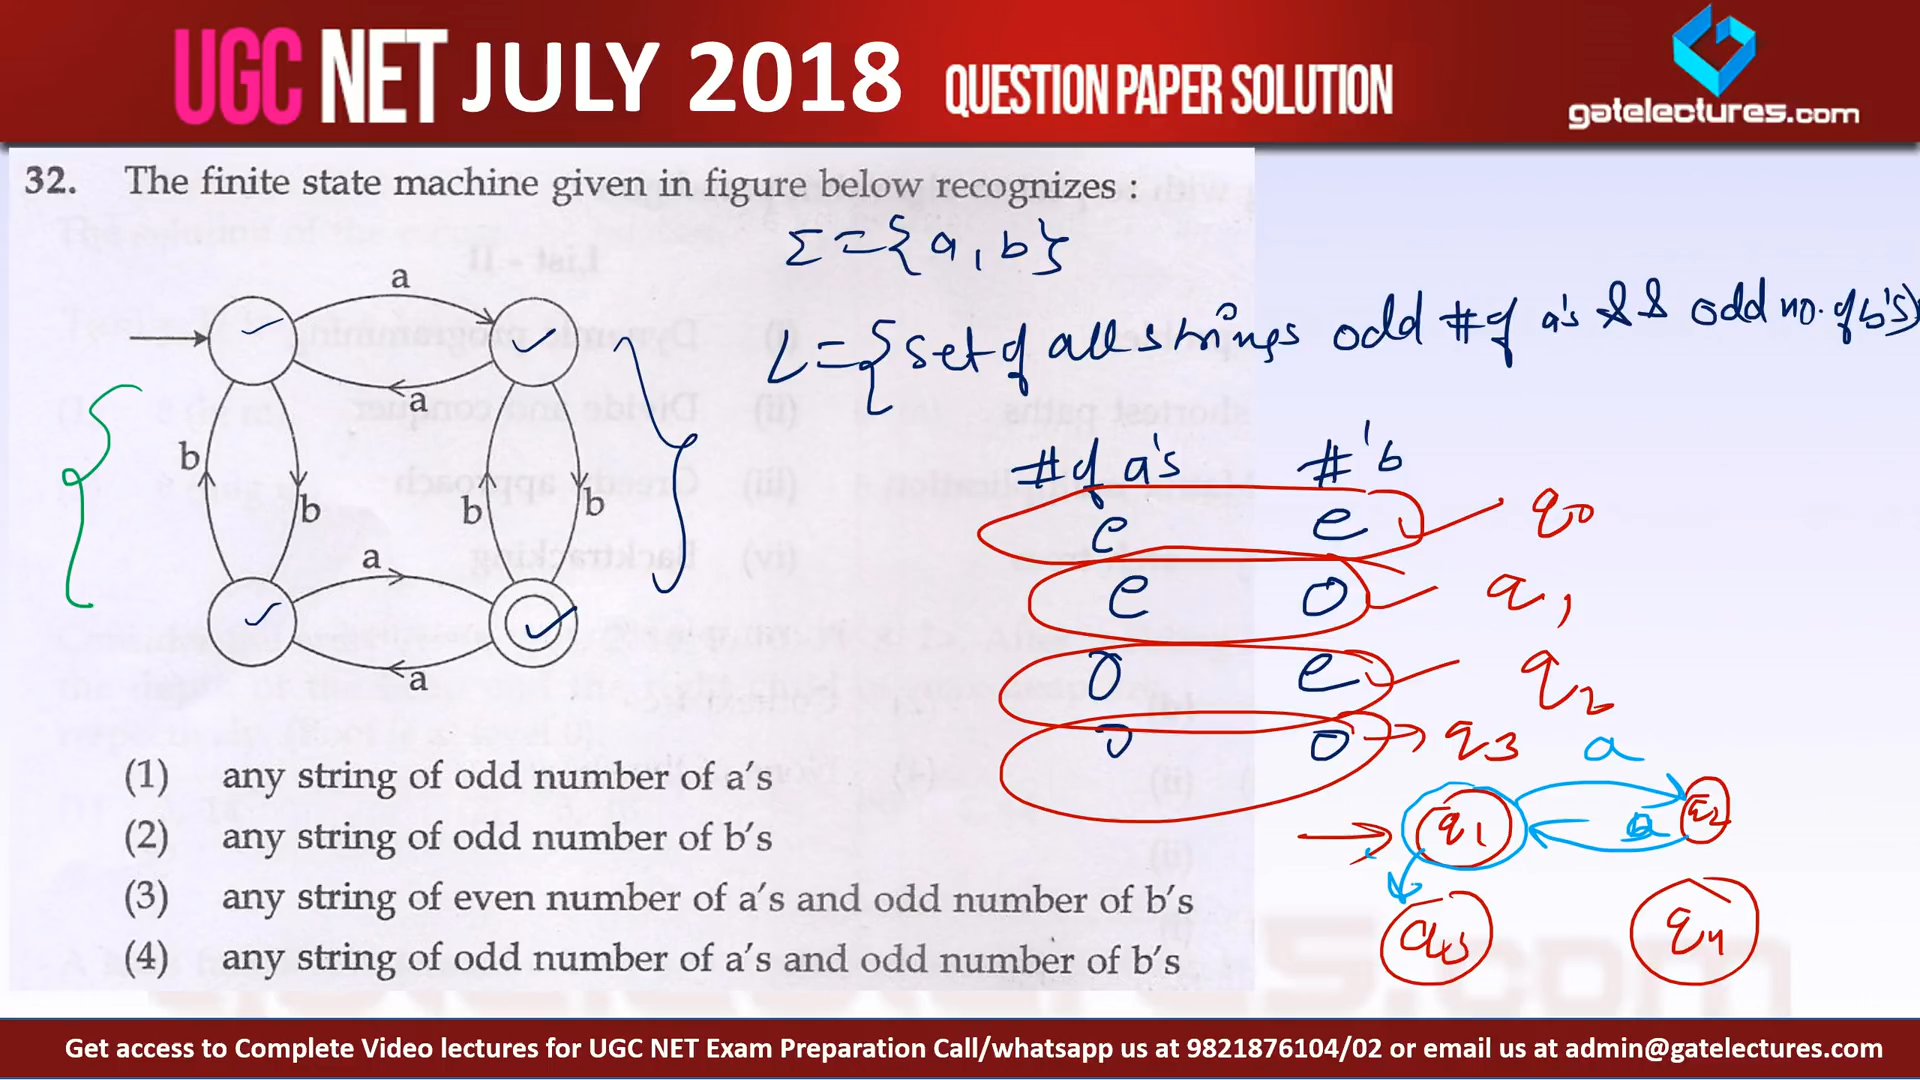 UGC NET JULY 2018 QUESTION PAPER SOLUTION
gatelectures.com
32. The finite state machine given in figure below recognizes :
Σ = {a, b}
L = {set of all strings odd # of a's && odd no. of b's}
a
a
b
b
b
b
a
a
# of a's #'b
e e q0
e o q1
o e q2
o o q3
a
q1 a q2
q4
(1) any string of odd number of a's
(2) any string of odd number of b's
(3) any string of even number of a's and odd number of b's
(4) any string of odd number of a's and odd number of b's
Get access to Complete Video lectures for UGC NET Exam Preparation Call/whatsapp us at 9821876104/02 or email us at admin@gatelectures.com